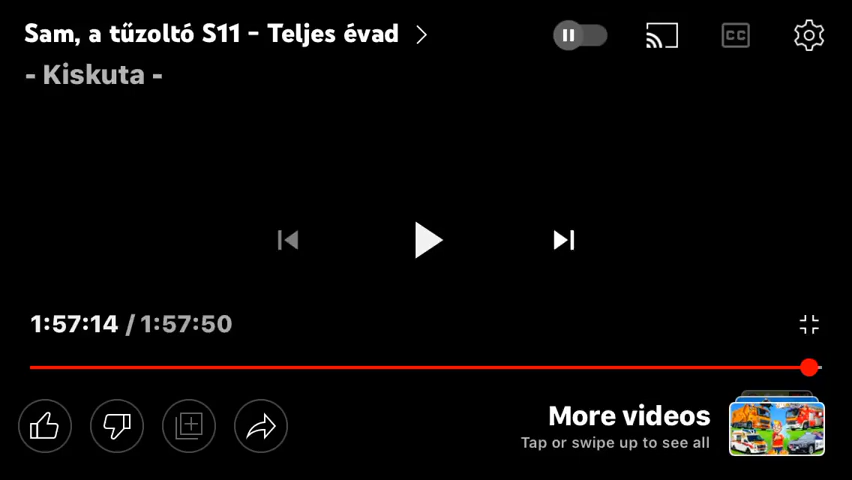 Sam, a tűzoltó S11 - Teljes évad
CC
- Kiskuta -
1:57:14 / 1:57:50
More videos
Tap or swipe up to see all